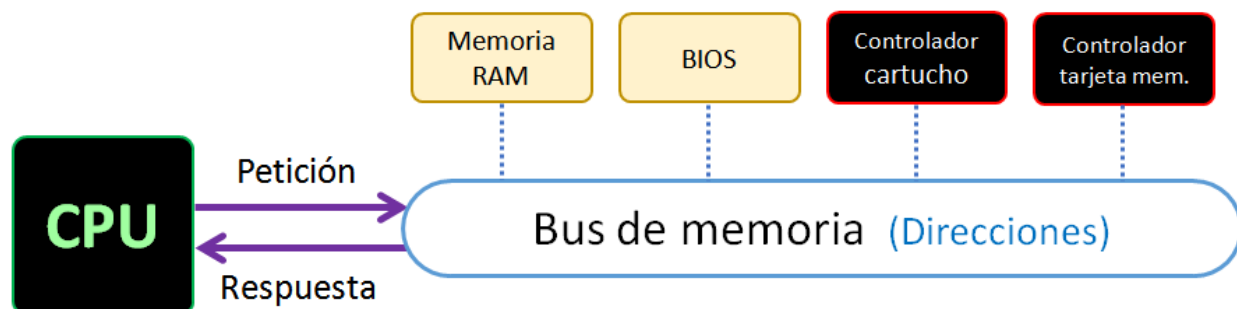 Memoria
RAM
BIOS
Controlador
cartucho
Controlador
tarjeta mem.
CPU
Petición
Respuesta
Bus de memoria (Direcciones)